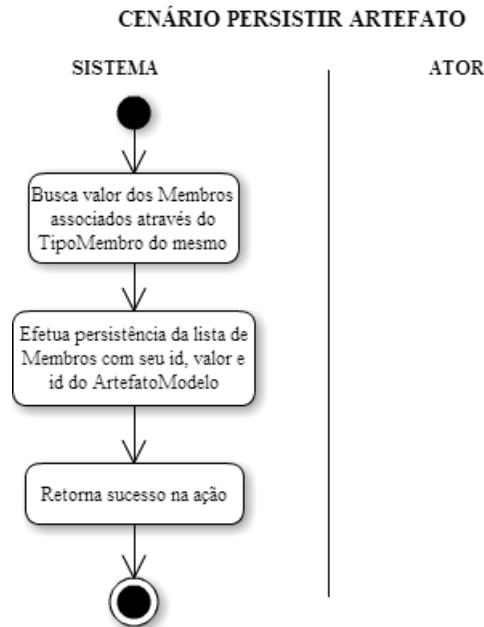 CENÁRIO PERSISTIR ARTEFATO
SISTEMA
ATOR
Busca valor dos Membros
associados através do
TipoMembro do mesmo
Efetua persistência da lista de
Membros com seu id, valor e
id do ArtefatoModelo
Retorna sucesso na ação